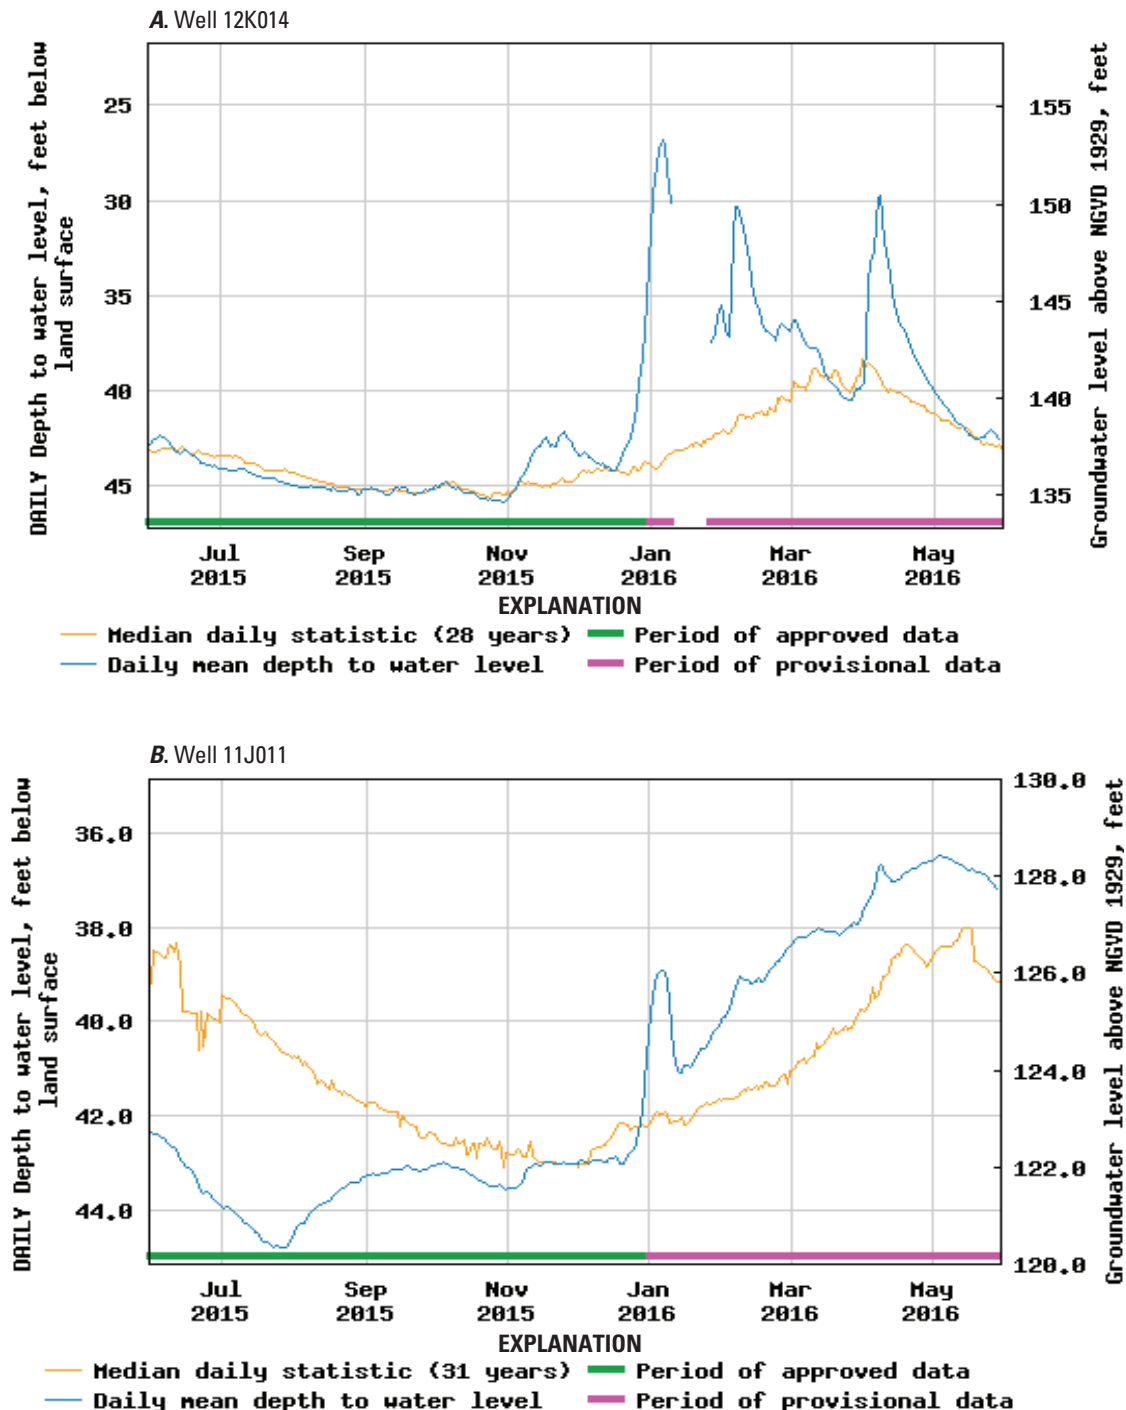 A. Well 12K014
DAILY Depth to water level, feet below
land surface
25
30
35
40
45
155
150
145
140
135
Groundwater level above NGVD 1929, feet
Jul Sep Nov Jan Mar May
2015 2015 2015 2016 2016 2016
EXPLANATION
Median daily statistic (28 years) Period of approved data
Daily mean depth to water level Period of provisional data
B. Well 11J011
DAILY Depth to water level, feet below
land surface
36.0
38.0
40.0
42.0
44.0
130.0
128.0
126.0
124.0
122.0
120.0
Groundwater level above NGVD 1929, feet
Jul Sep Nov Jan Mar May
2015 2015 2015 2016 2016 2016
EXPLANATION
Median daily statistic (31 years) Period of approved data
Daily mean depth to water level Period of provisional data